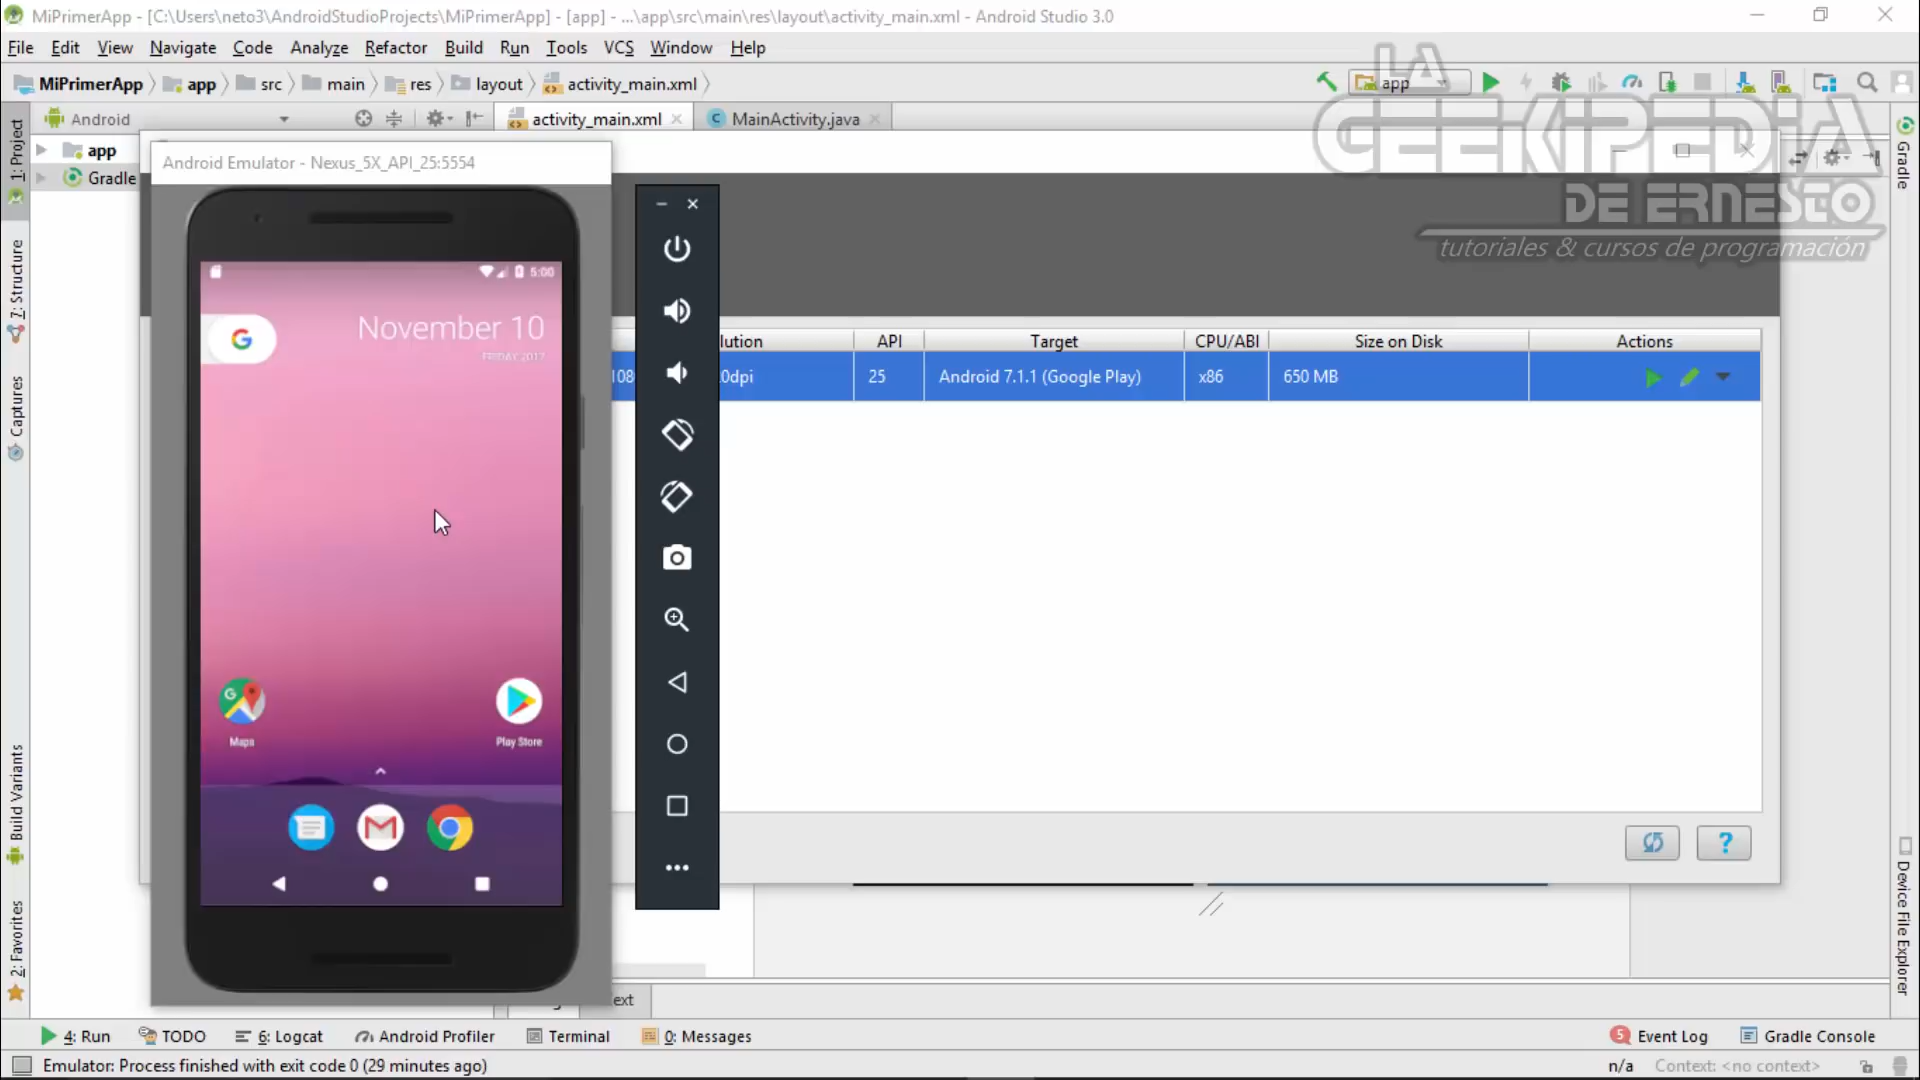 MiPrimerApp - [C:\Users\neto3\AndroidStudioProjects\MiPrimerApp] - [app] - ...\app\src\main\res\layout\activity_main.xml - Android Studio 3.0
File Edit View Navigate Code Analyze Refactor Build Run Tools VCS Window Help
MiPrimerApp app src main res layout activity_main.xml
app
LA
GEEKIPEDIA
DE ERNESTO
tutoriales & cursos de programación
Android
activity_main.xml
MainActivity.java
1: Project
7: Structure
Captures
Build Variants
2: Favorites
app
Gradle
Android Emulator - Nexus_5X_API_25:5554
5:00
G
November 10
FRIDAY, 2017
Maps
Play Store
lution API Target CPU/ABI Size on Disk Actions
108 0dpi 25 Android 7.1.1 (Google Play) x86 650 MB
?
Gradle
Device File Explorer
ext
4: Run TODO 6: Logcat Android Profiler Terminal 0: Messages
5 Event Log Gradle Console
Emulator: Process finished with exit code 0 (29 minutes ago)
n/a Context: <no context>